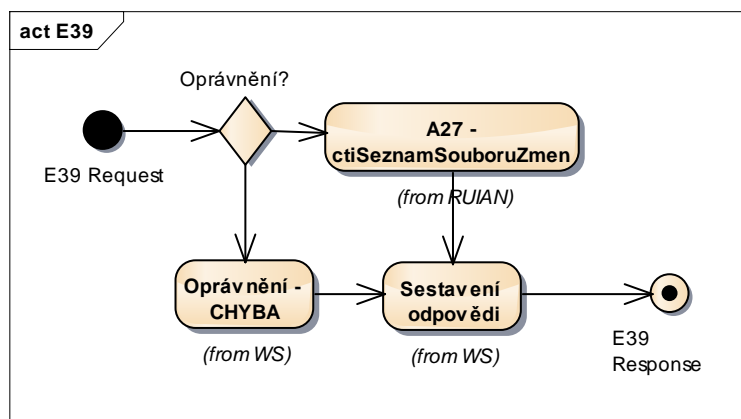 act E39
Oprávnění?
E39 Request
A27 -
ctiSeznamSouboruZmen
(from RUIAN)
Oprávnění -
CHYBA
(from WS)
Sestavení
odpovědi
(from WS)
E39
Response